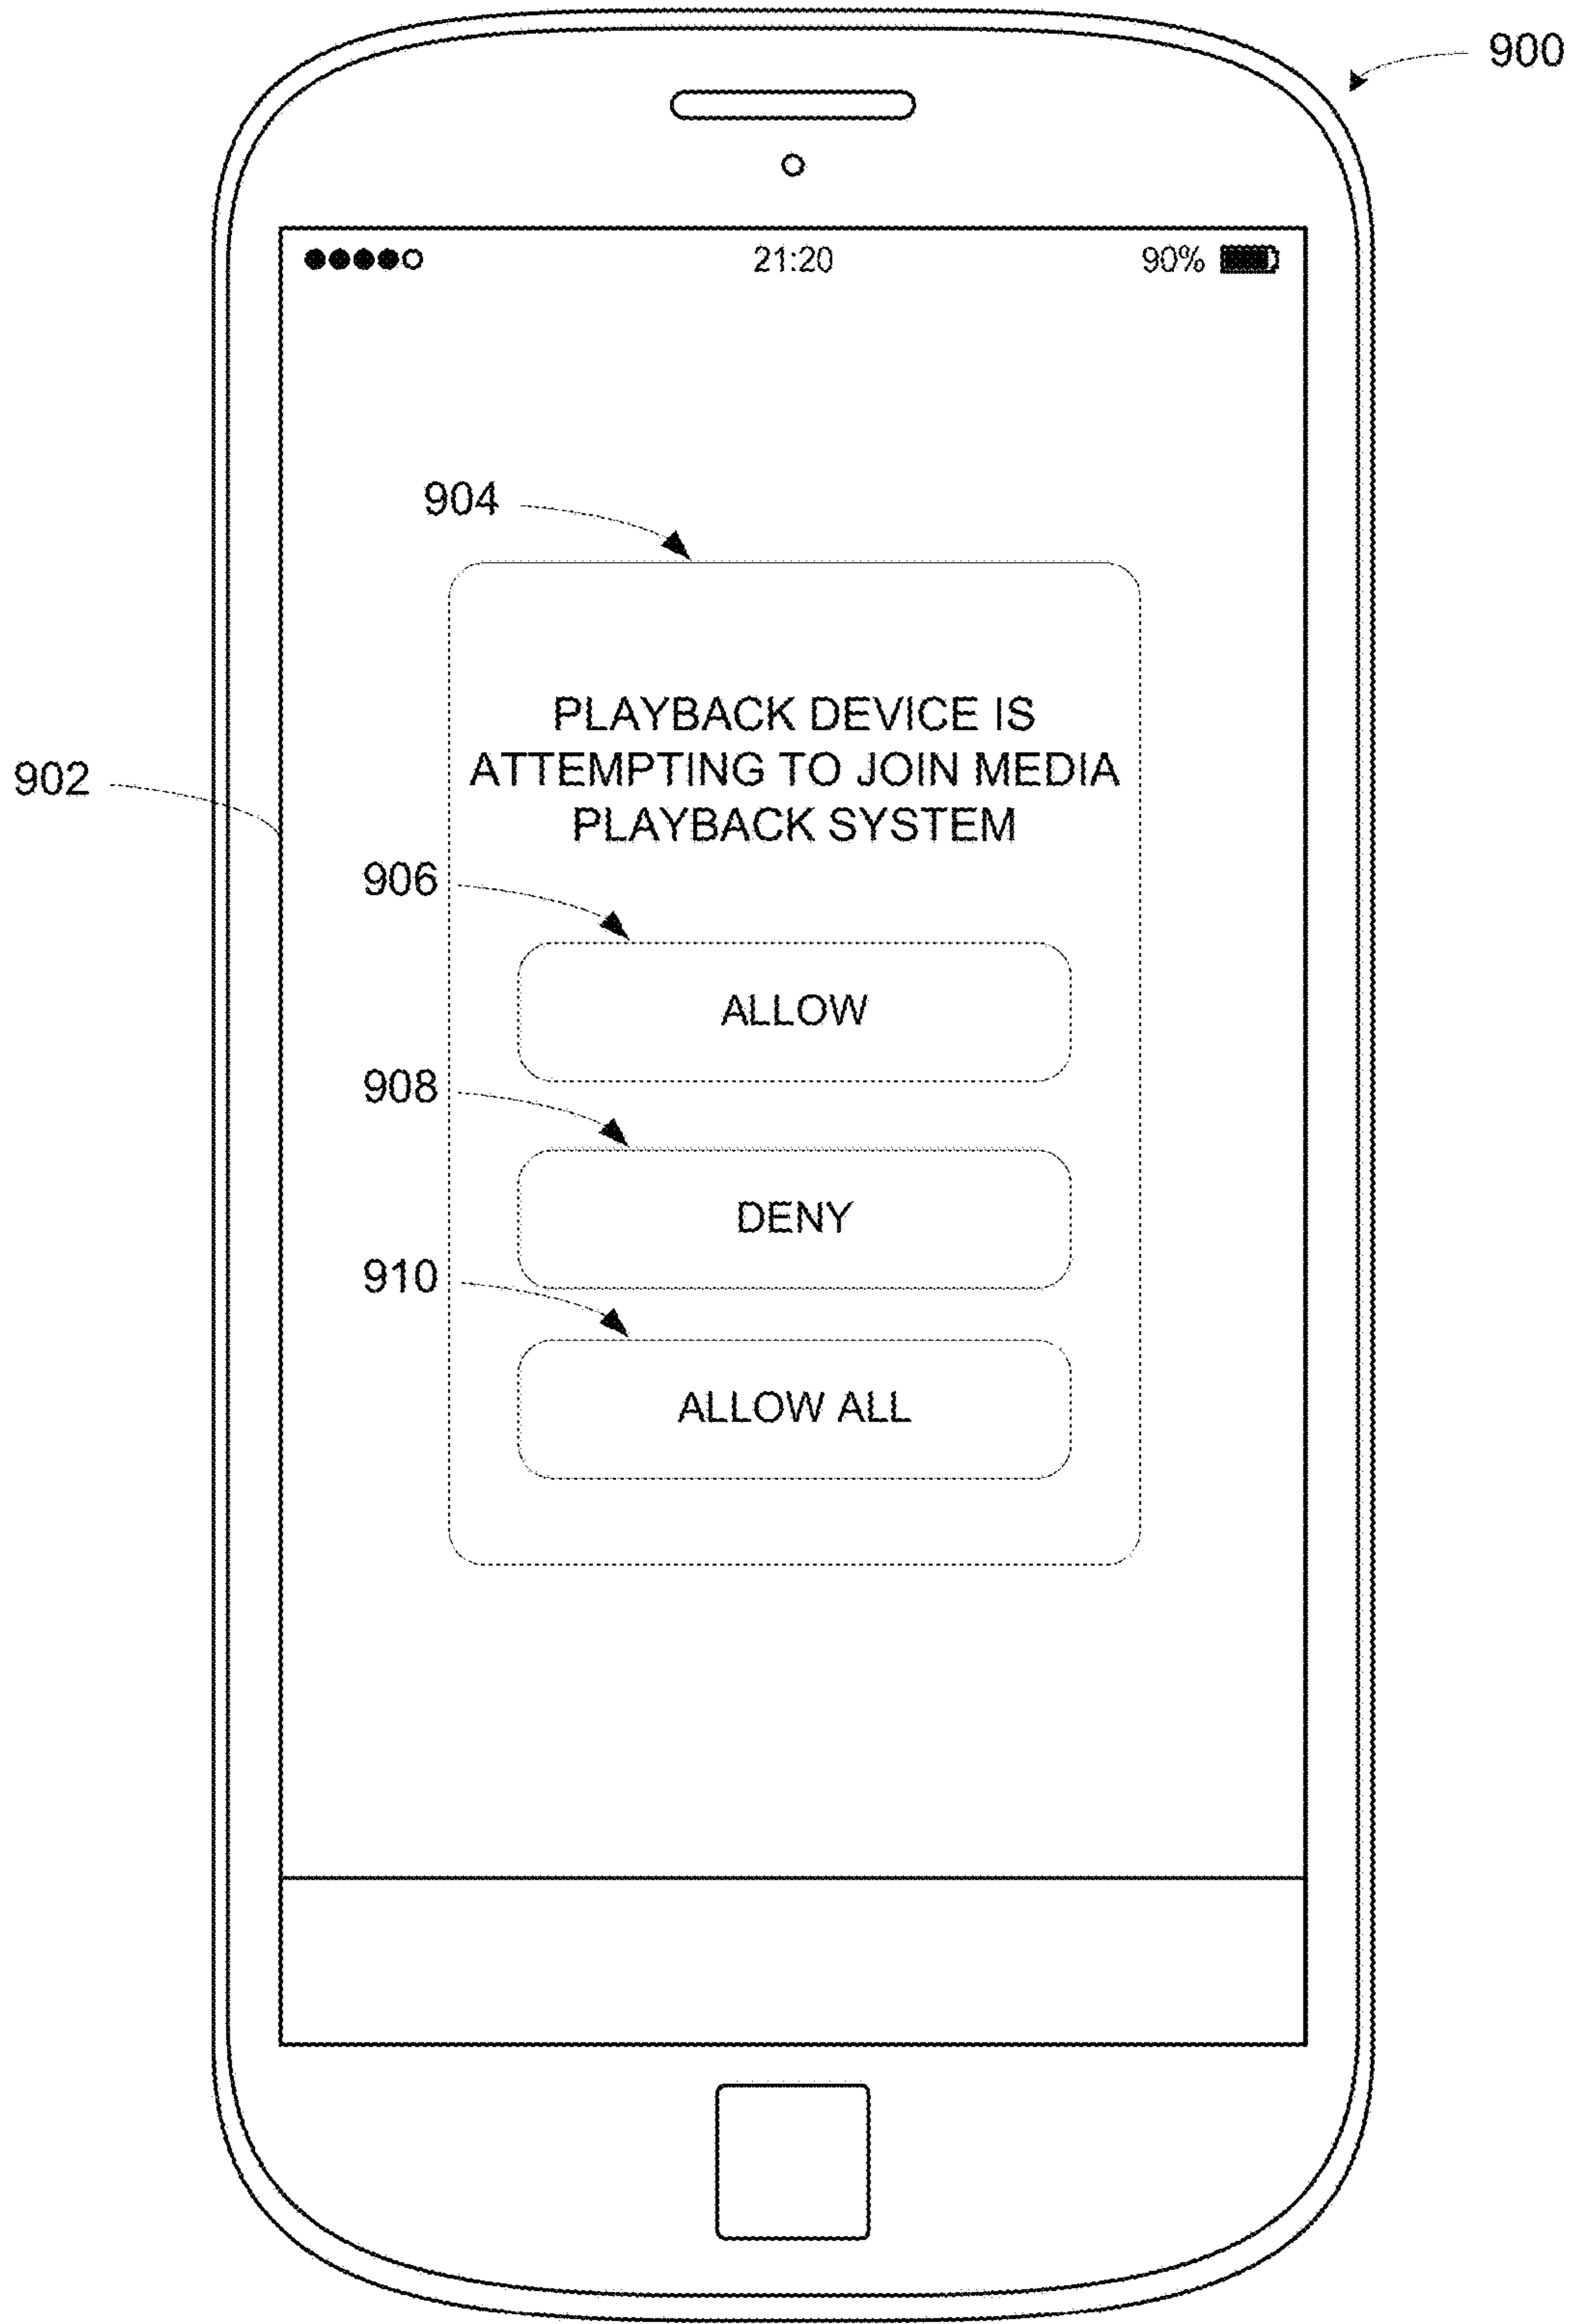 900
21:20 90%
904
PLAYBACK DEVICE IS
ATTEMPTING TO JOIN MEDIA
PLAYBACK SYSTEM
902
906
ALLOW
908
DENY
910
ALLOW ALL